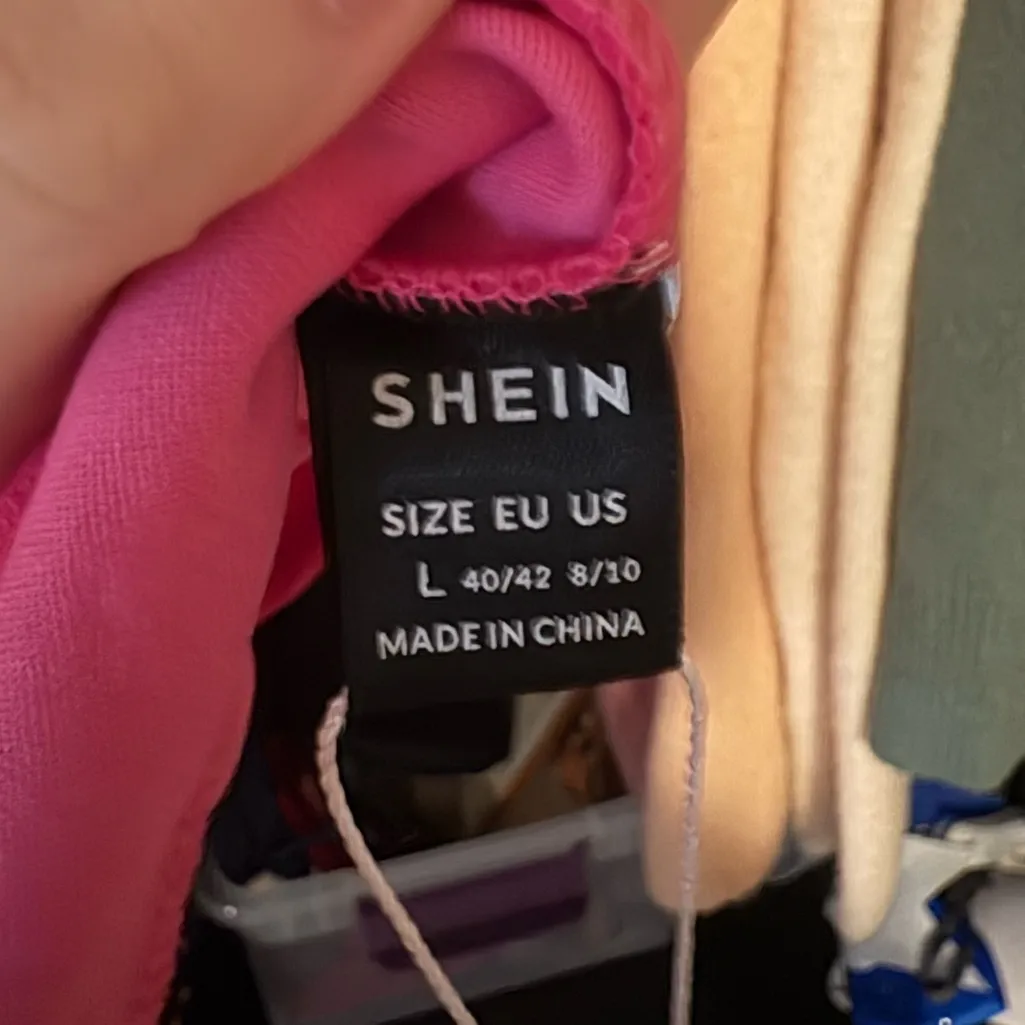 SHEIN
SIZE EU US
L 40/42 8/10
MADE IN CHINA